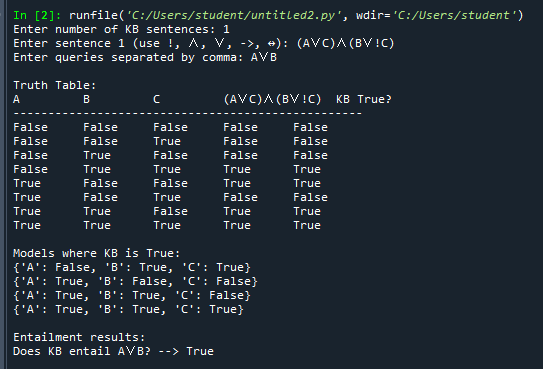 In [2]: runfile('C:/Users/student/untitled2.py', wdir='C:/Users/student')
Enter number of KB sentences: 1
Enter sentence 1 (use !, ∧, ∨, ->, ↔): (A∨C)∧(B∨!C)
Enter queries separated by comma: A∨B
Truth Table:
A B C (A∨C)∧(B∨!C) KB True?
----------------------------------------------------
False False False False False
False False True False False
False True False False False
False True True True True
True False False True True
True False True False False
True True False True True
True True True True True
Models where KB is True:
{'A': False, 'B': True, 'C': True}
{'A': True, 'B': False, 'C': False}
{'A': True, 'B': True, 'C': False}
{'A': True, 'B': True, 'C': True}
Entailment results:
Does KB entail A∨B? --> True